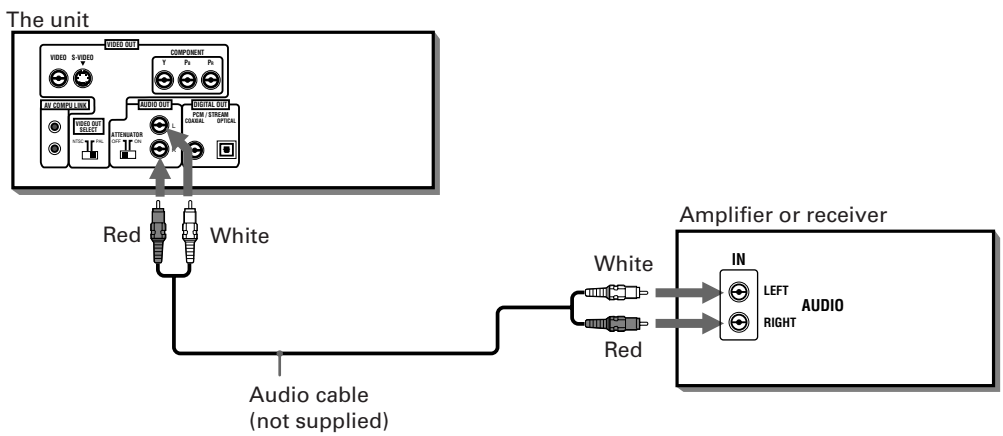 The unit
VIDEO OUT
VIDEO S-VIDEO
COMPONENT
Y PB PR
AV COMPU LINK
AUDIO OUT
DIGITAL OUT
PCM / STREAM
COAXIAL OPTICAL
VIDEO OUT
SELECT
NTSC PAL
ATTENUATOR
OFF ON
L
R
Red
White
Amplifier or receiver
White
IN
LEFT
AUDIO
RIGHT
Red
Audio cable
(not supplied)